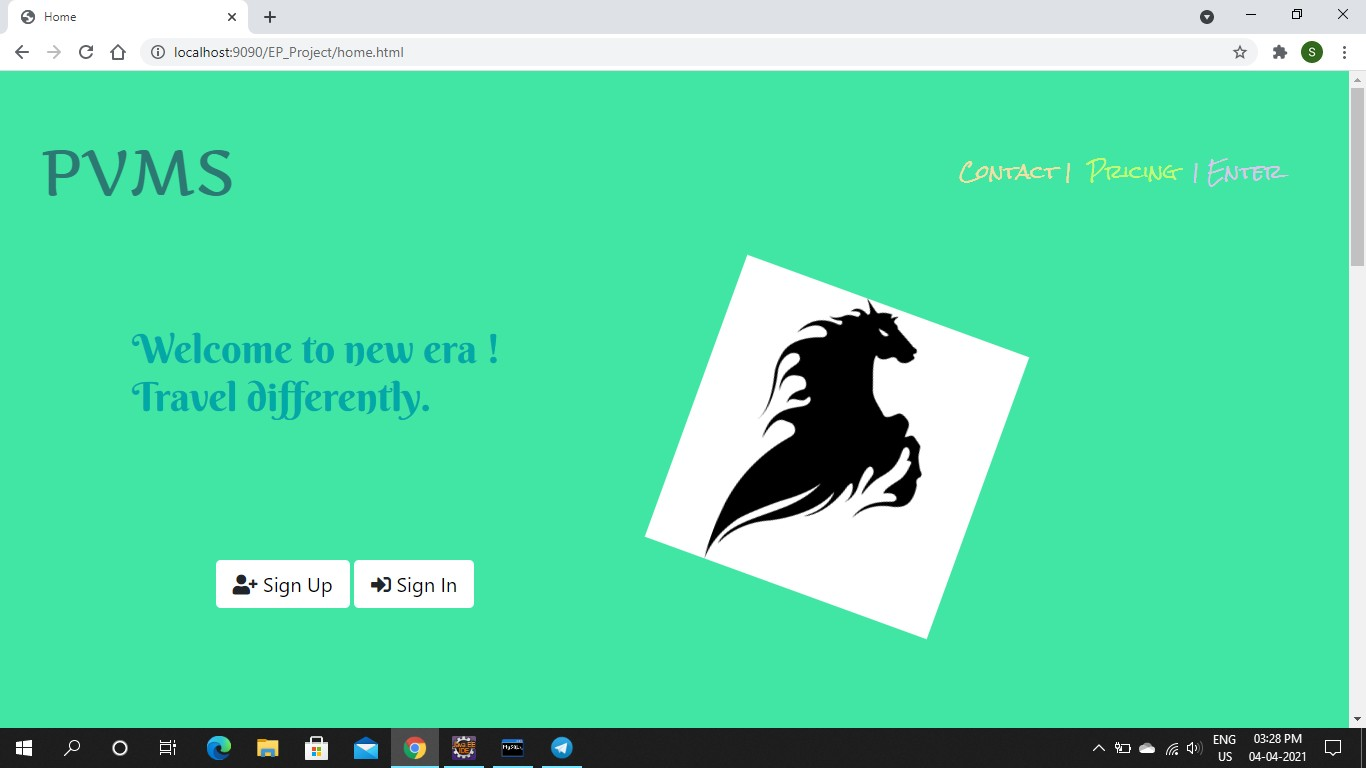 Home
localhost:9090/EP_Project/home.html
S
PVMS
Contact | Pricing | Enter
Welcome to new era !
Travel differently.
Sign Up Sign In
ENG 03:28 PM
US 04-04-2021